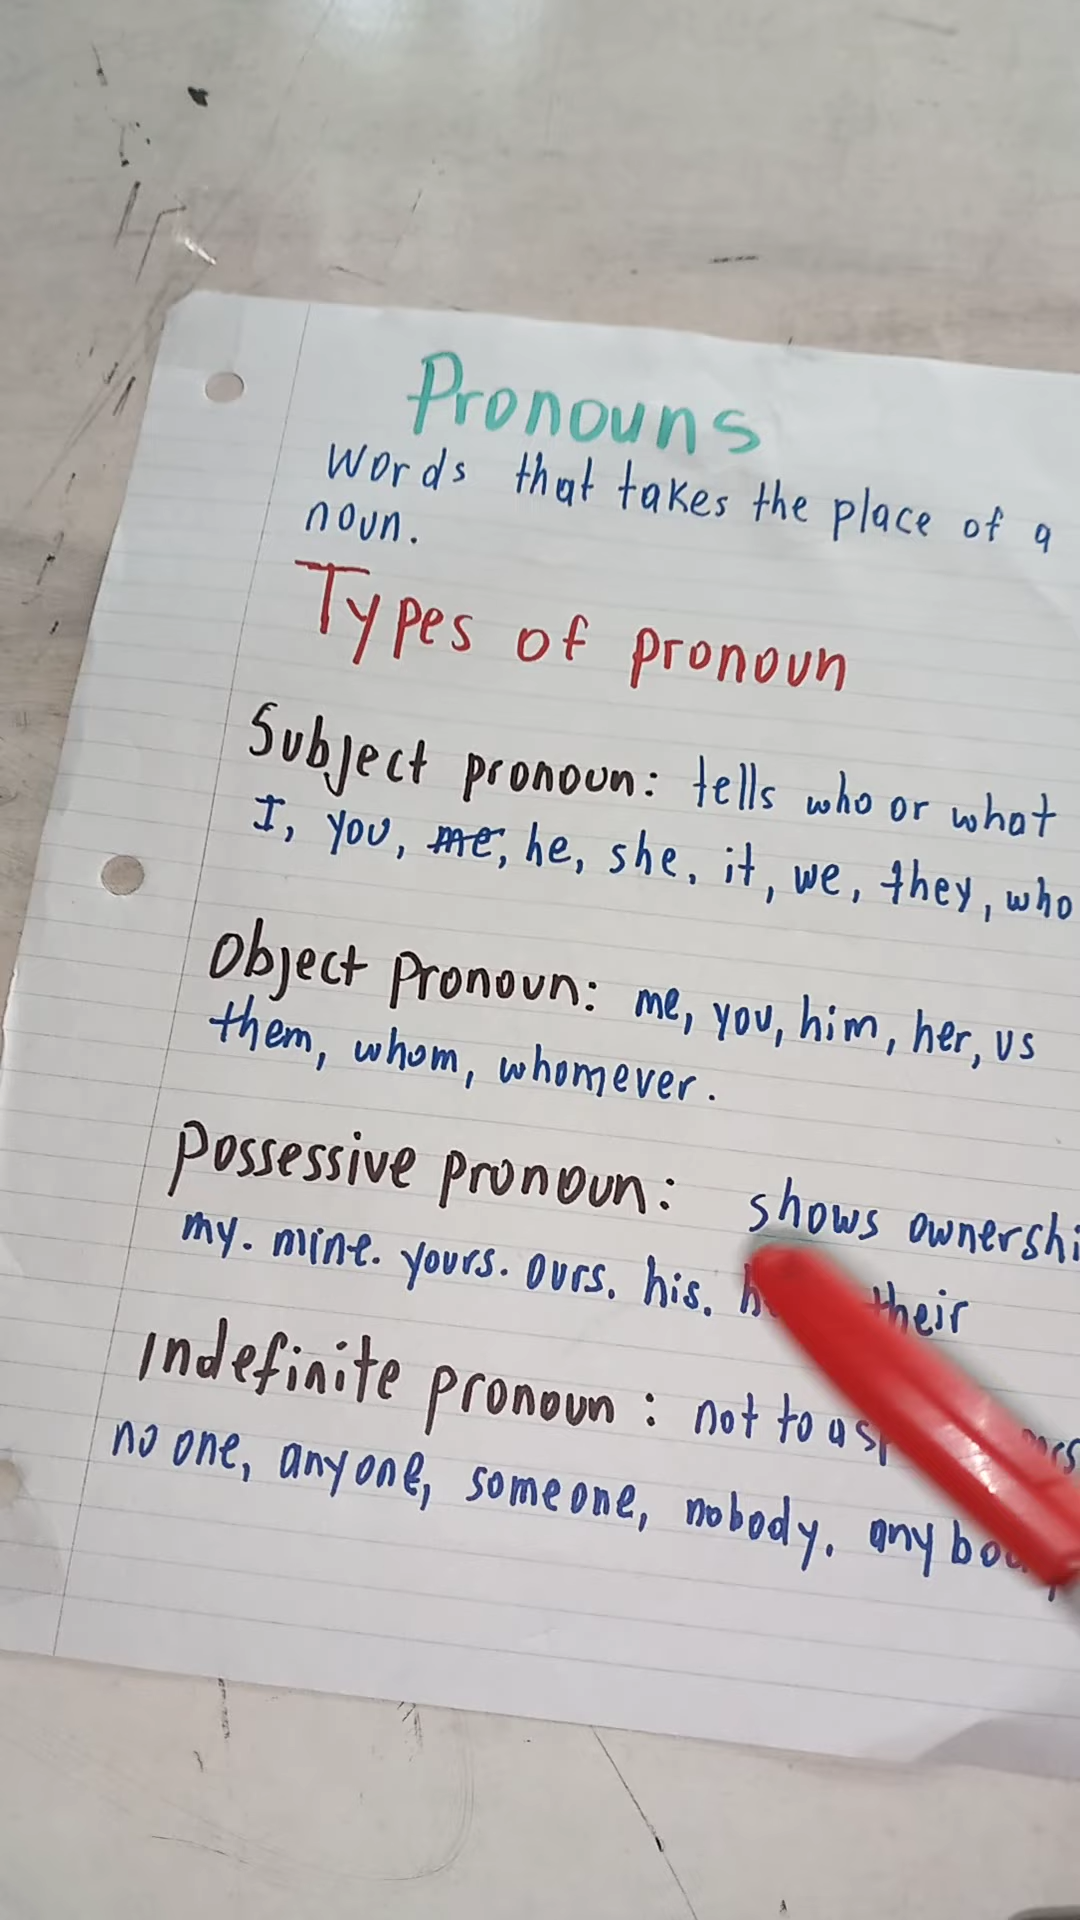 Pronouns
words that takes the place of a
noun.
Types of pronoun
Subject pronoun: tells who or what
I, you, me, he, she, it, we, they, who
Object pronoun: me, you, him, her, us
them, whom, whomever.
Possessive pronoun: shows
my. mine. yours. ours. his. their
Indefinite pronoun: not to a
no one, anyone, someone, nobody.